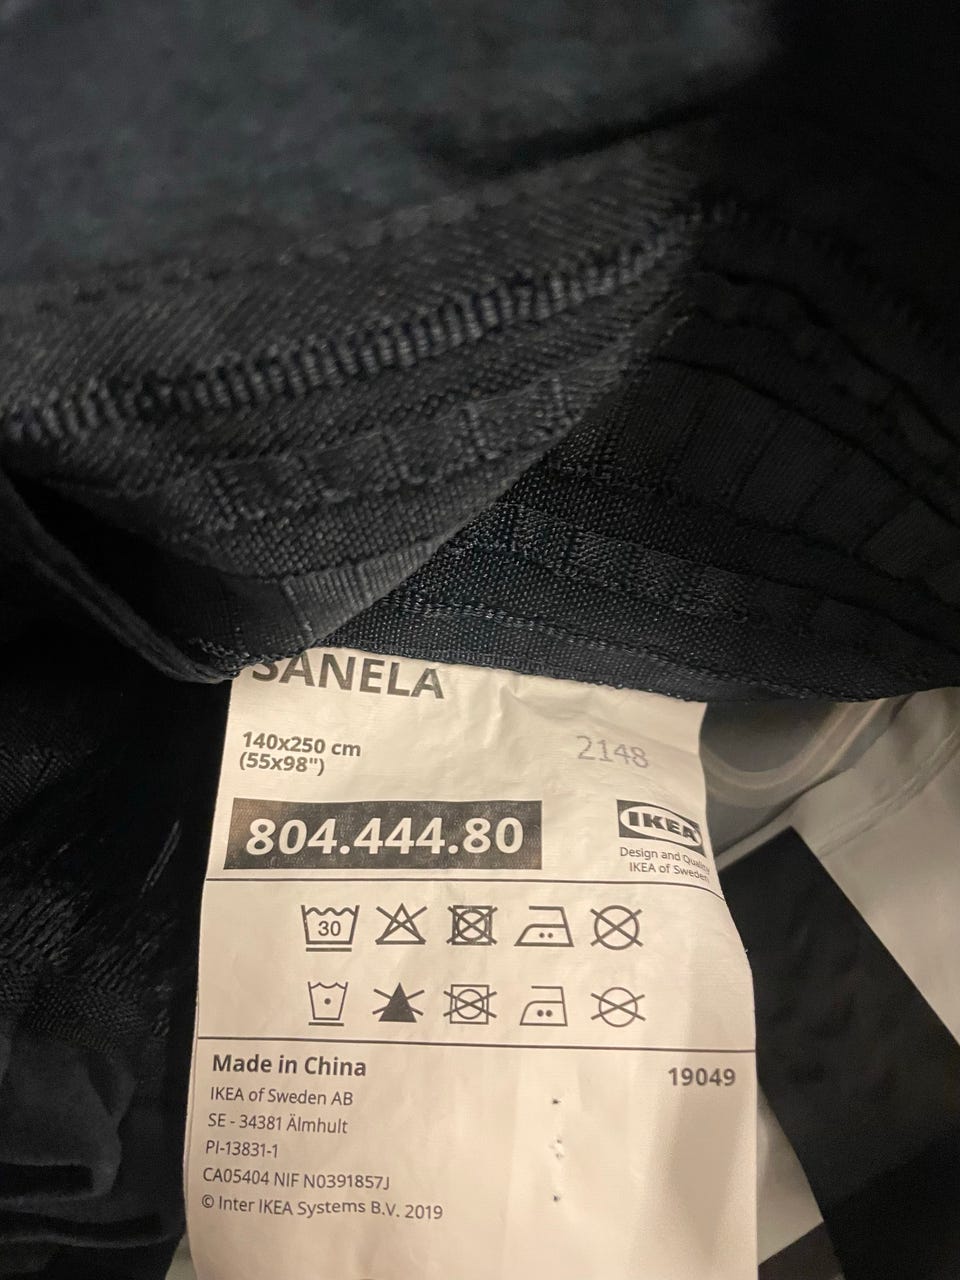 SANELA
140x250 cm
(55x98")
2148
804.444.80
IKEA
Design and Quality
IKEA of Sweden
30
Made in China
19049
IKEA of Sweden AB
SE - 34381 Älmhult
PI-13831-1
CA05404 NIF N0391857J
© Inter IKEA Systems B.V. 2019